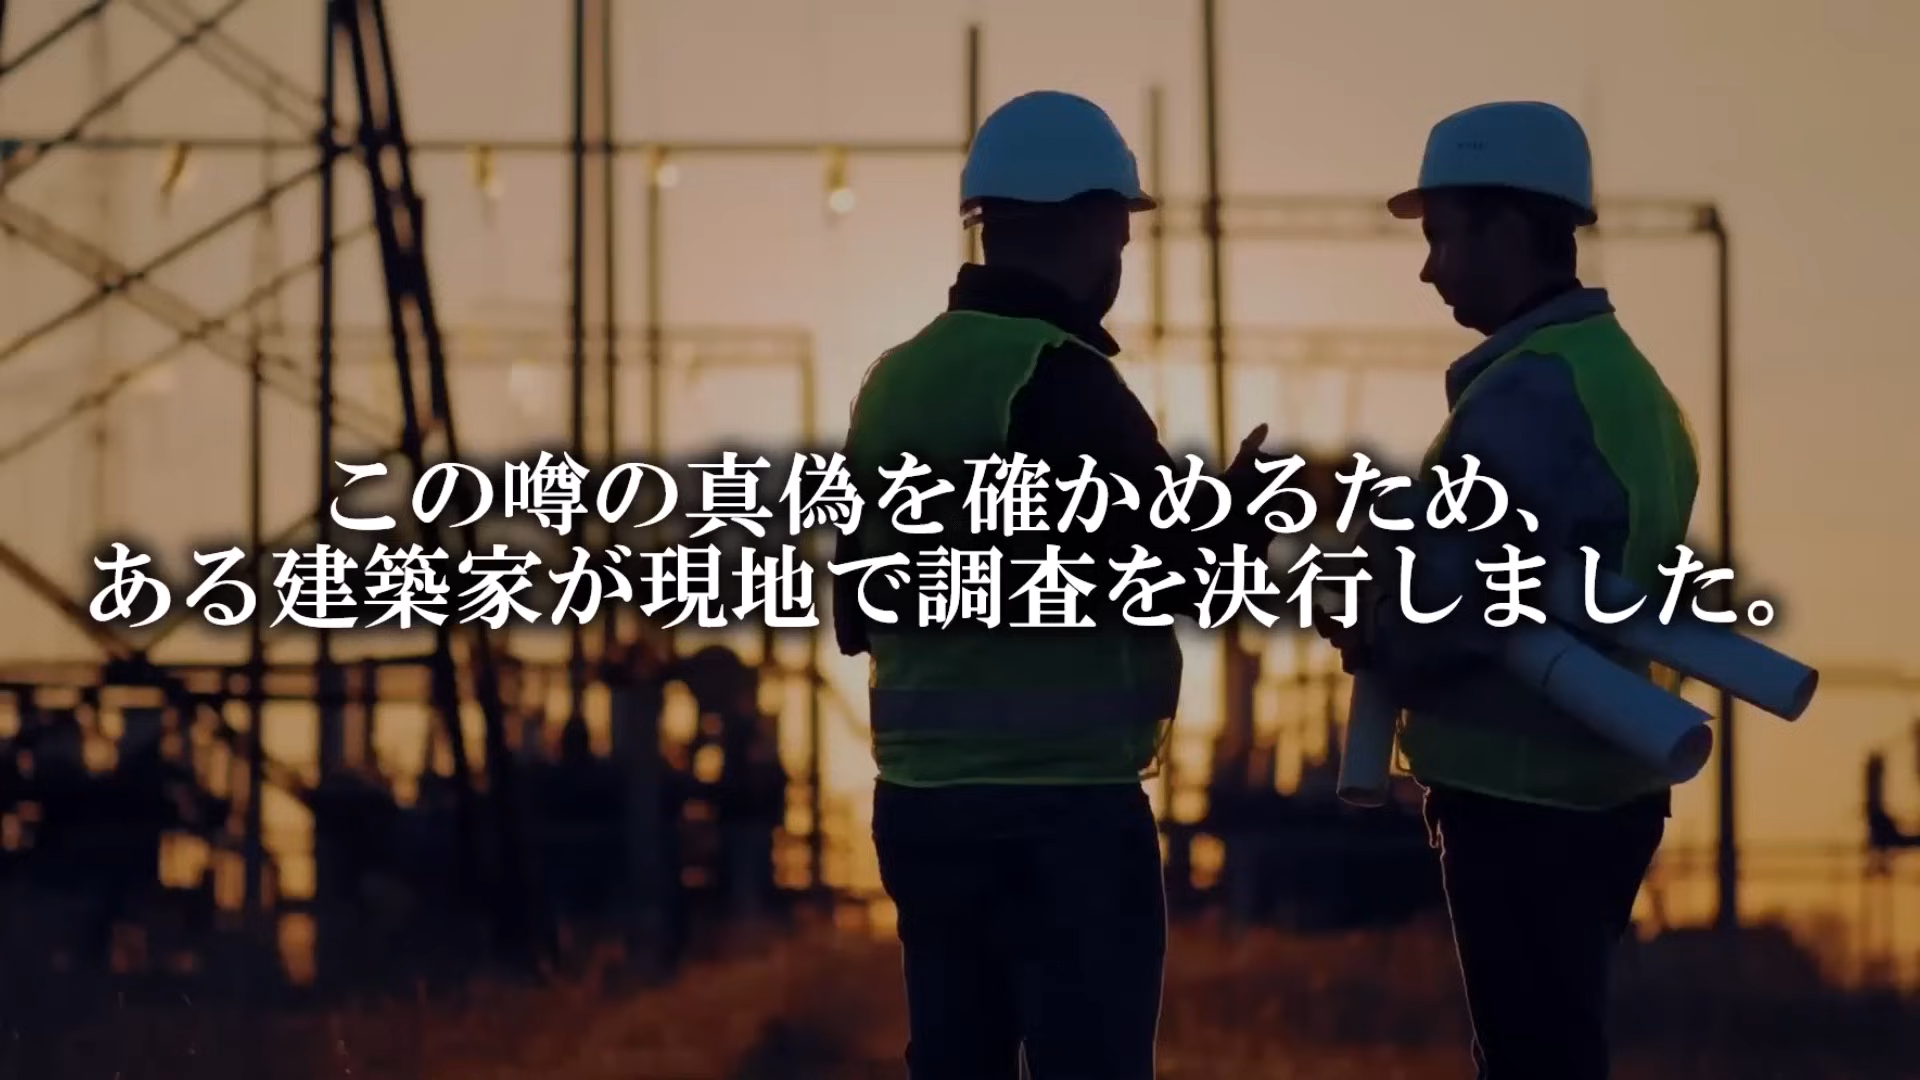 この噂の真偽を確かめるため、
ある建築家が現地で調査を決行しました。